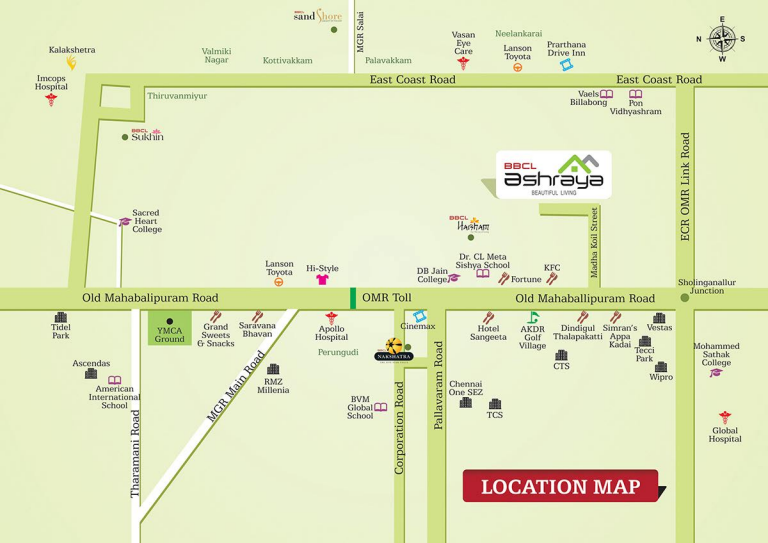 BBCL
sand Shore
MGR Salai
E
N
S
W
Kalakshetra
Imcops
Hospital
Valmiki
Nagar
Kottivakkam
Palavakkam
Vasan
Eye
Care
Neelankarai
Lanson
Toyota
Prarthana
Drive Inn
East Coast Road
East Coast Road
Thiruvanmiyur
Vaels
Billabong
Pon
Vidhyashram
BBCL
Sukhin
BBCL
ashraya
BEAUTIFUL LIVING
ECR OMR Link Road
Sacred
Heart
College
BBCL
Madha Koil Street
Lanson
Toyota
Hi-Style
DB Jain
College
Dr. CL Meta
Sishya School
Fortune
KFC
Sholinganallur
Junction
Old Mahabalipuram Road
OMR Toll
Old Mahaballipuram Road
Tidel
Park
YMCA
Ground
Grand
Sweets
& Snacks
Saravana
Bhavan
Apollo
Hospital
Perungudi
Cinemax
NAKSHATRA
Hotel
Sangeeta
AKDR
Golf
Village
Dindigul
Thalapakatti
Simran's
Appa
Kadai
Vestas
Tecci
Park
Wipro
CTS
Mohammed
Sathak
College
Ascendas
American
International
School
MGR Main Road
RMZ
Millenia
BVM
Global
School
Corporation Road
Pallavaram Road
Chennai
One SEZ
TCS
Tharamani Road
Global
Hospital
LOCATION MAP